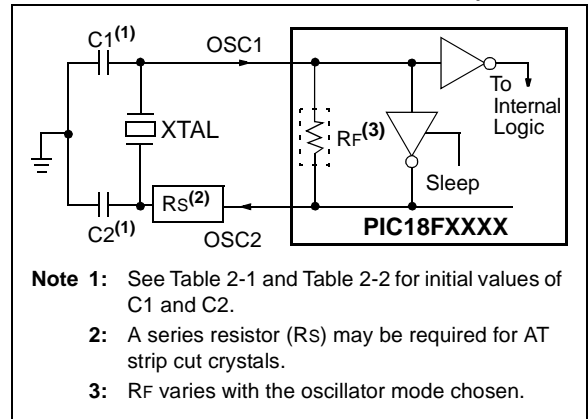 C1(1)
OSC1
To
Internal
Logic
XTAL
RF(3)
Sleep
RS(2)
C2(1)
OSC2
PIC18FXXXX
Note 1: See Table 2-1 and Table 2-2 for initial values of
C1 and C2.
2: A series resistor (RS) may be required for AT
strip cut crystals.
3: RF varies with the oscillator mode chosen.